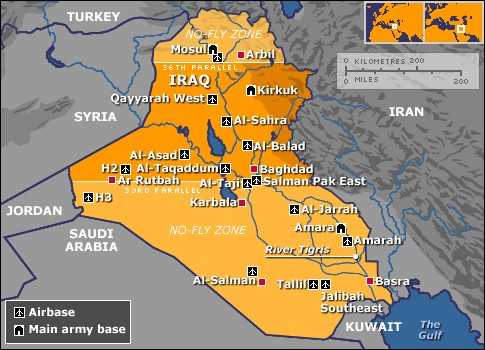 TURKEY
NO-FLY ZONE
Mosul
Arbil
36TH PARALLEL
IRAQ
0 KILOMETRES 200
0 MILES 200
Qayyarah West
Kirkuk
IRAN
SYRIA
Al-Sahra
Al-Balad
Al-Asad
H2
Al-Taqaddum
Baghdad
Ar Rutbah
Al-Taji
Salman Pak East
33RD PARALLEL
H3
Karbala
JORDAN
Al-Jarrah
NO-FLY ZONE
Amara
Amarah
SAUDI
ARABIA
River Tigris
Al-Salman
Tallil
Basra
Jalibah
Southeast
Airbase
Main army base
KUWAIT
The
Gulf